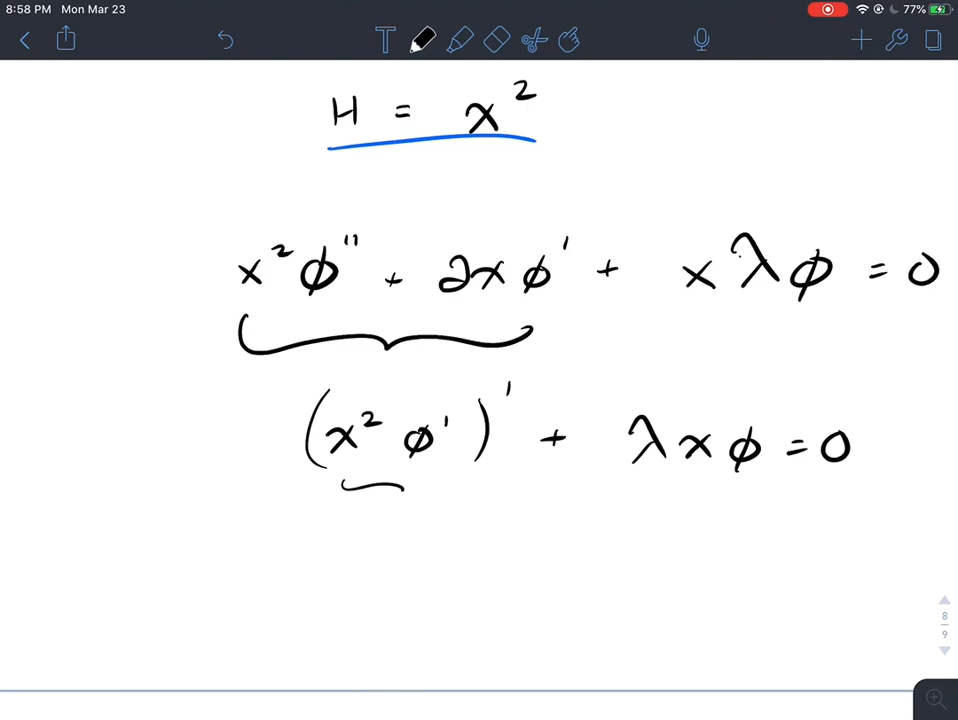 8:58 PM Mon Mar 23 77%
T
H = x²
x²ϕ'' + 2xϕ' + xλϕ = 0
(x²ϕ')' + λxϕ = 0
8
9